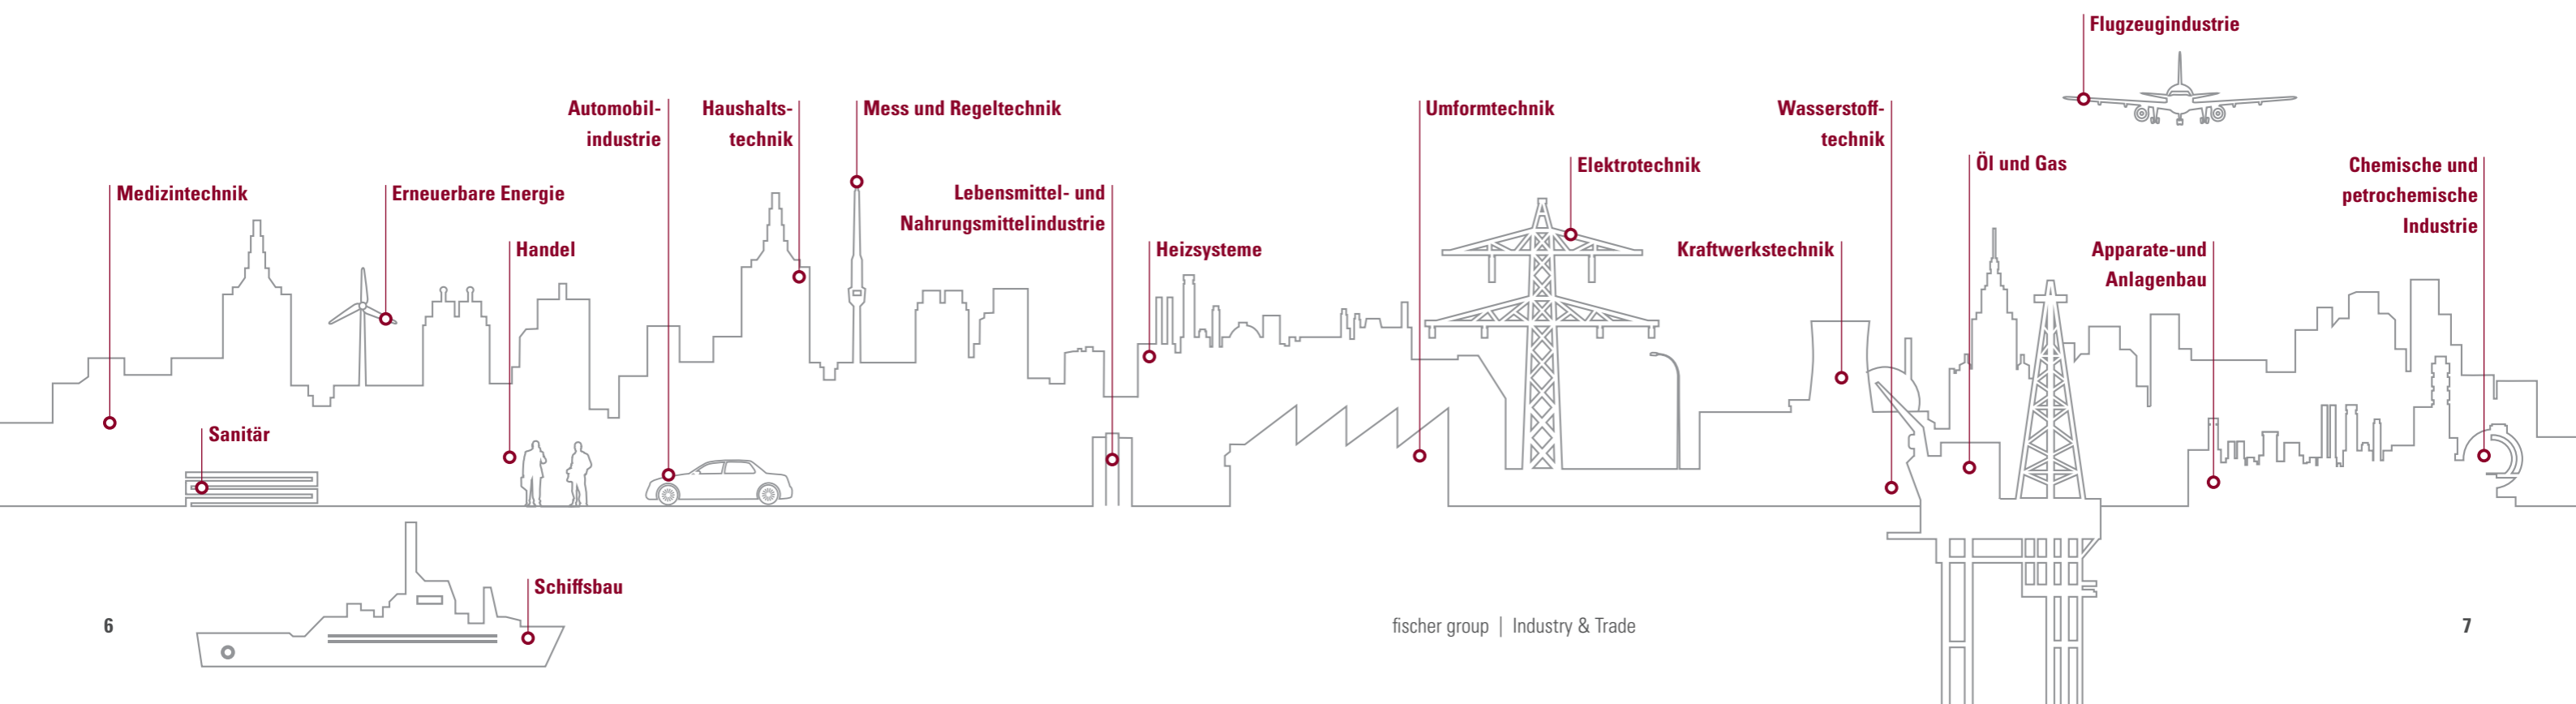 Flugzeugindustrie
Automobil-
industrie
Haushalts-
technik
Mess und Regeltechnik
Umformtechnik
Wasserstoff-
technik
Medizintechnik
Erneuerbare Energie
Handel
Lebensmittel- und
Nahrungsmittelindustrie
Heizsysteme
Elektrotechnik
Kraftwerkstechnik
Öl und Gas
Apparate-und
Anlagenbau
Chemische und
petrochemische
Industrie
Sanitär
Schiffsbau
6
fischer group | Industry & Trade
7